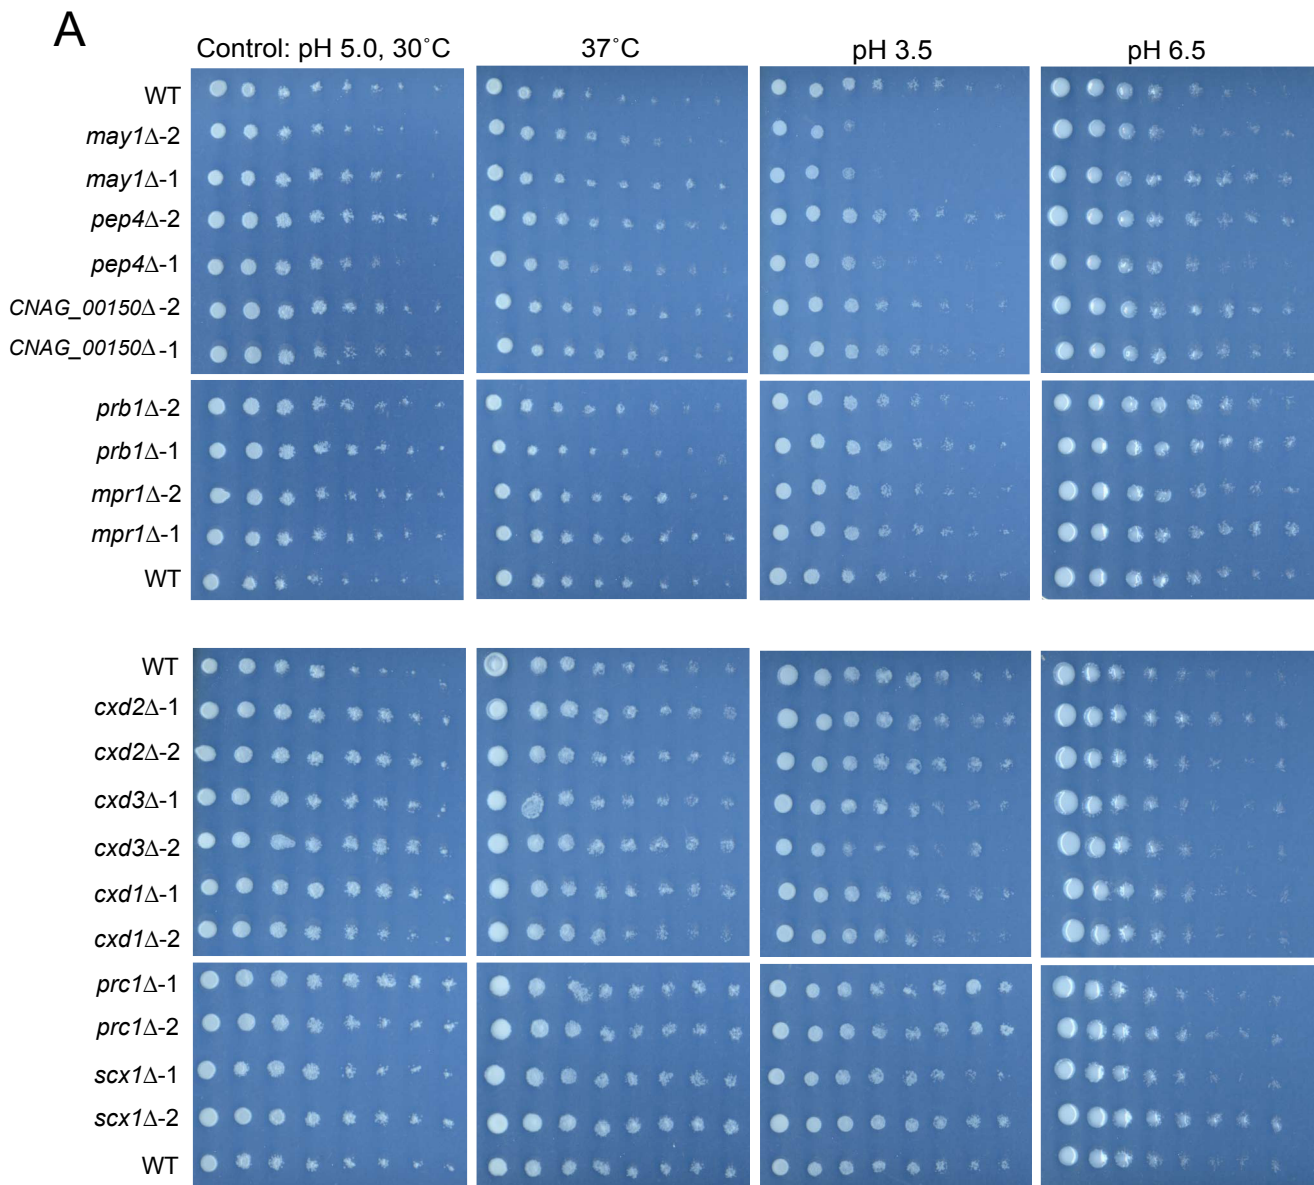 A
Control: pH 5.0, 30˚C 37˚C pH 3.5 pH 6.5
WT
may1Δ-2
may1Δ-1
pep4Δ-2
pep4Δ-1
CNAG_00150Δ-2
CNAG_00150Δ-1
prb1Δ-2
prb1Δ-1
mpr1Δ-2
mpr1Δ-1
WT
WT
cxd2Δ-1
cxd2Δ-2
cxd3Δ-1
cxd3Δ-2
cxd1Δ-1
cxd1Δ-2
prc1Δ-1
prc1Δ-2
scx1Δ-1
scx1Δ-2
WT